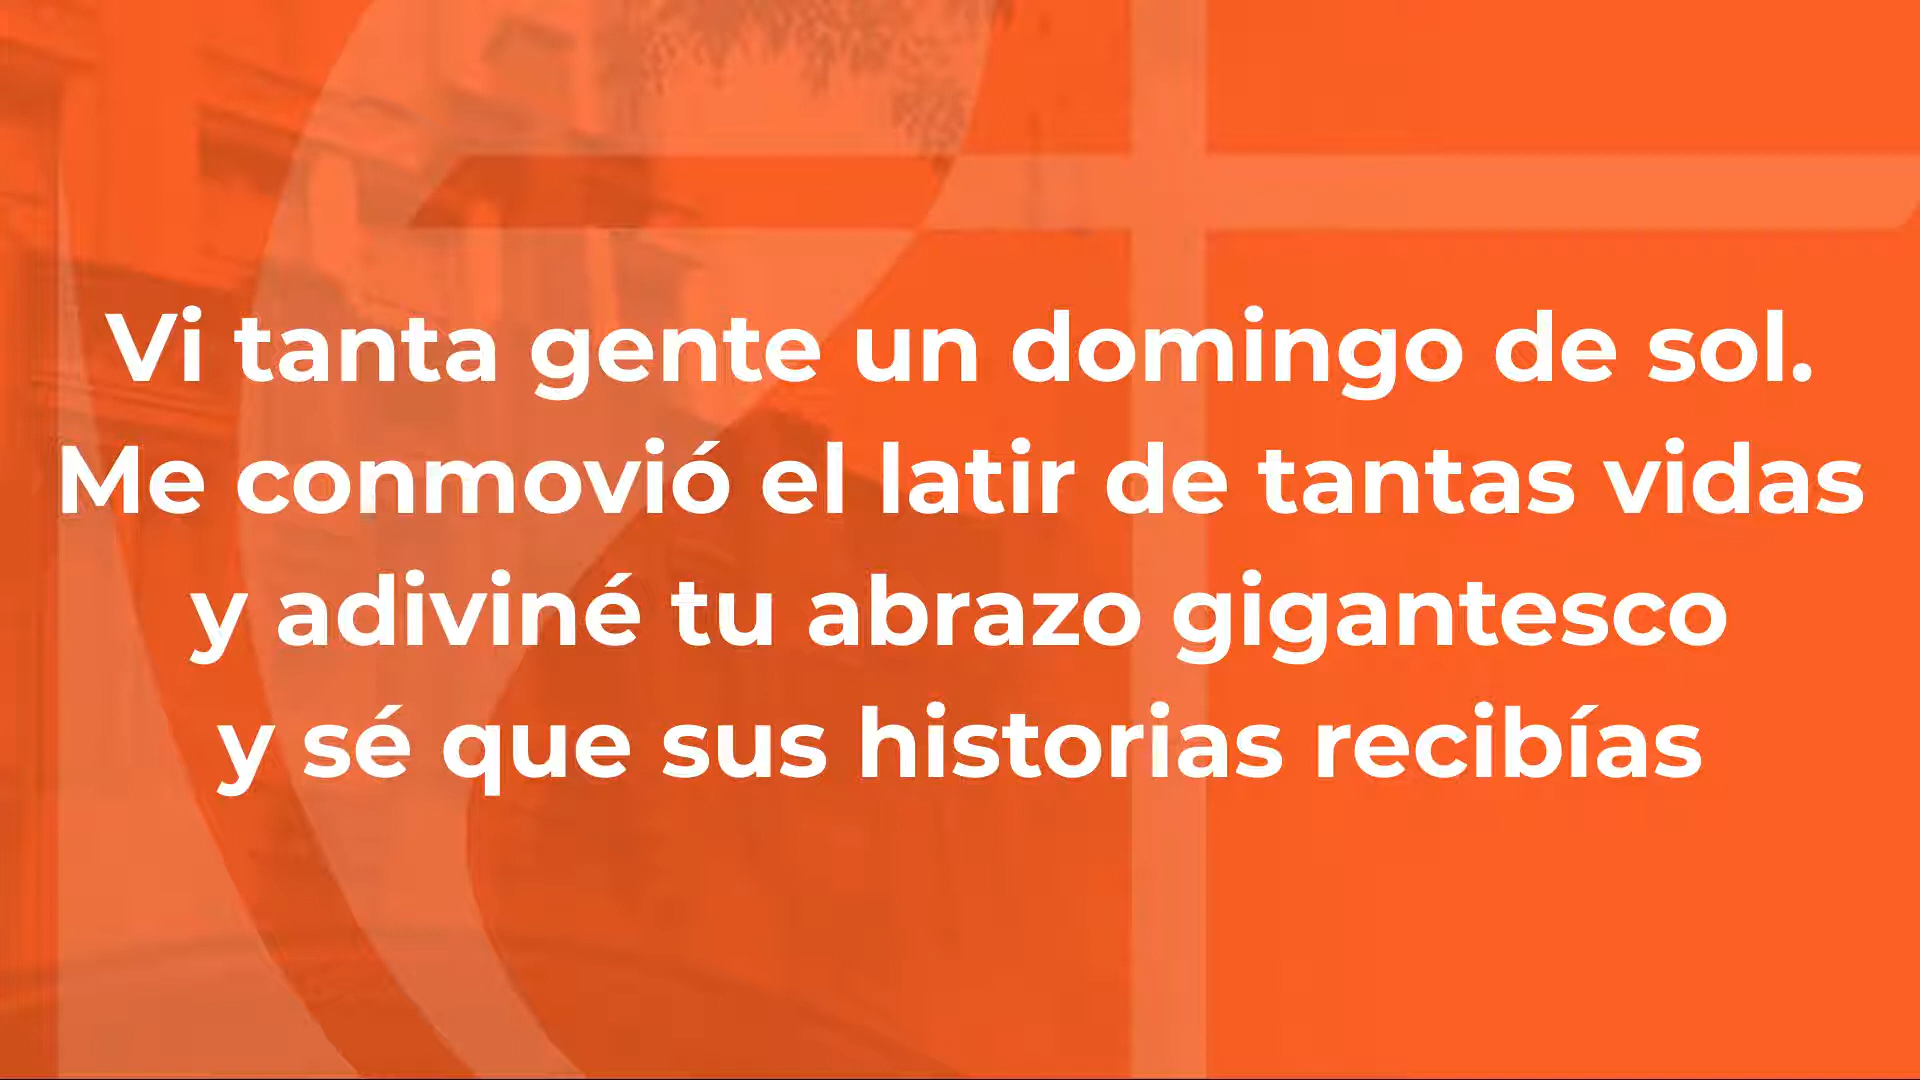 Vi tanta gente un domingo de sol.
Me conmovió el latir de tantas vidas
y adiviné tu abrazo gigantesco
y sé que sus historias recibías